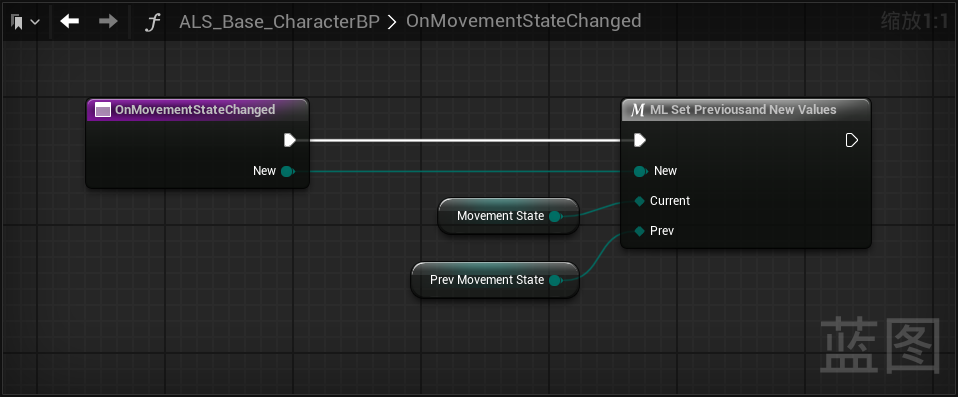 ALS_Base_CharacterBP > OnMovementStateChanged
缩放1:1
OnMovementStateChanged
New
ML Set Previousand New Values
New
Movement State
Current
Prev
Prev Movement State
蓝图